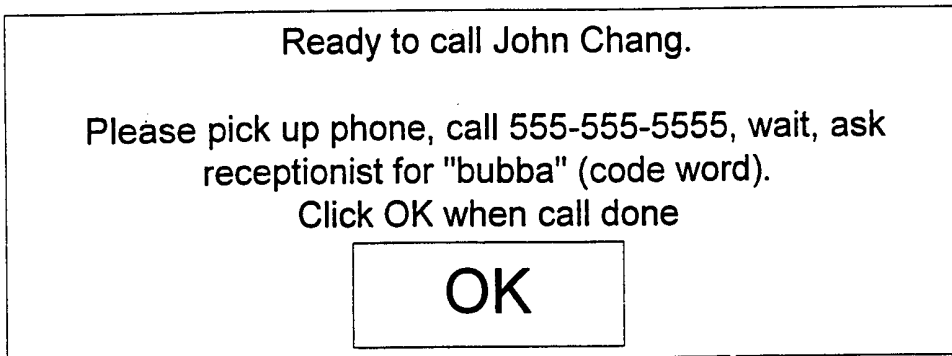 Ready to call John Chang.
Please pick up phone, call 555-555-5555, wait, ask
receptionist for "bubba" (code word).
Click OK when call done
OK